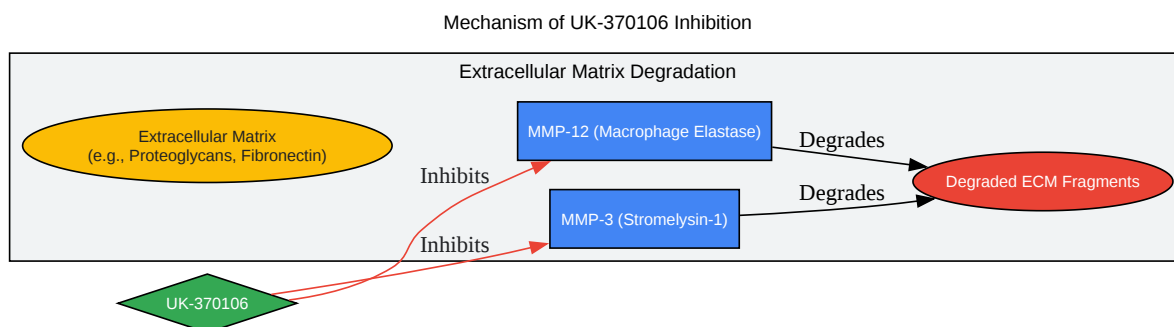 Mechanism of UK-370106 Inhibition
Extracellular Matrix Degradation
Extracellular Matrix
(e.g., Proteoglycans, Fibronectin)
MMP-12 (Macrophage Elastase)
Degrades
Inhibits
Degraded ECM Fragments
Degrades
MMP-3 (Stromelysin-1)
Inhibits
UK-370106